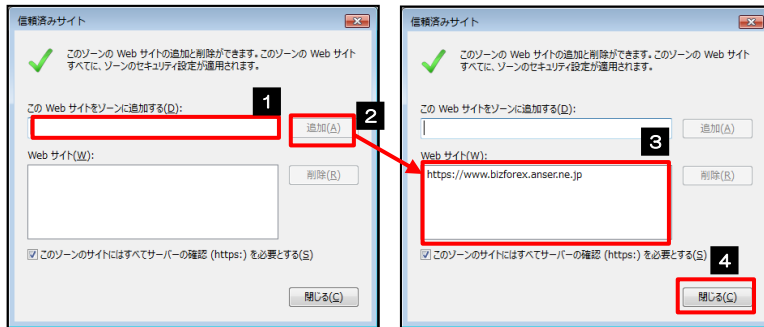 信頼済みサイト
このゾーンの Web サイトの追加と削除ができます。このゾーンの Web サイト
すべてに、ゾーンのセキュリティ設定が適用されます。
この Web サイトをゾーンに追加する(D):
1
追加(A)
2
Web サイト(W):
削除(R)
このゾーンのサイトにはすべてサーバーの確認 (https:) を必要とする(S)
閉じる(C)
信頼済みサイト
このゾーンの Web サイトの追加と削除ができます。このゾーンの Web サイト
すべてに、ゾーンのセキュリティ設定が適用されます。
この Web サイトをゾーンに追加する(D):
追加(A)
3
Web サイト(W):
https://www.bizforex.anser.ne.jp
削除(R)
このゾーンのサイトにはすべてサーバーの確認 (https:) を必要とする(S)
4
閉じる(C)